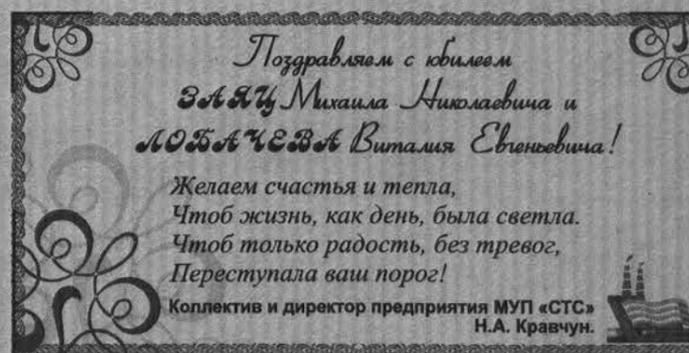 Поздравляем с юбилеем
ЗАЯЦ Михаила Николаевича и
ЛОБАЧЕВА Виталия Евгеньевича!
Желаем счастья и тепла,
Чтоб жизнь, как день, была светла.
Чтоб только радость, без тревог,
Переступала ваш порог!
Коллектив и директор предприятия МУП «СТС»
Н.А. Кравчун.